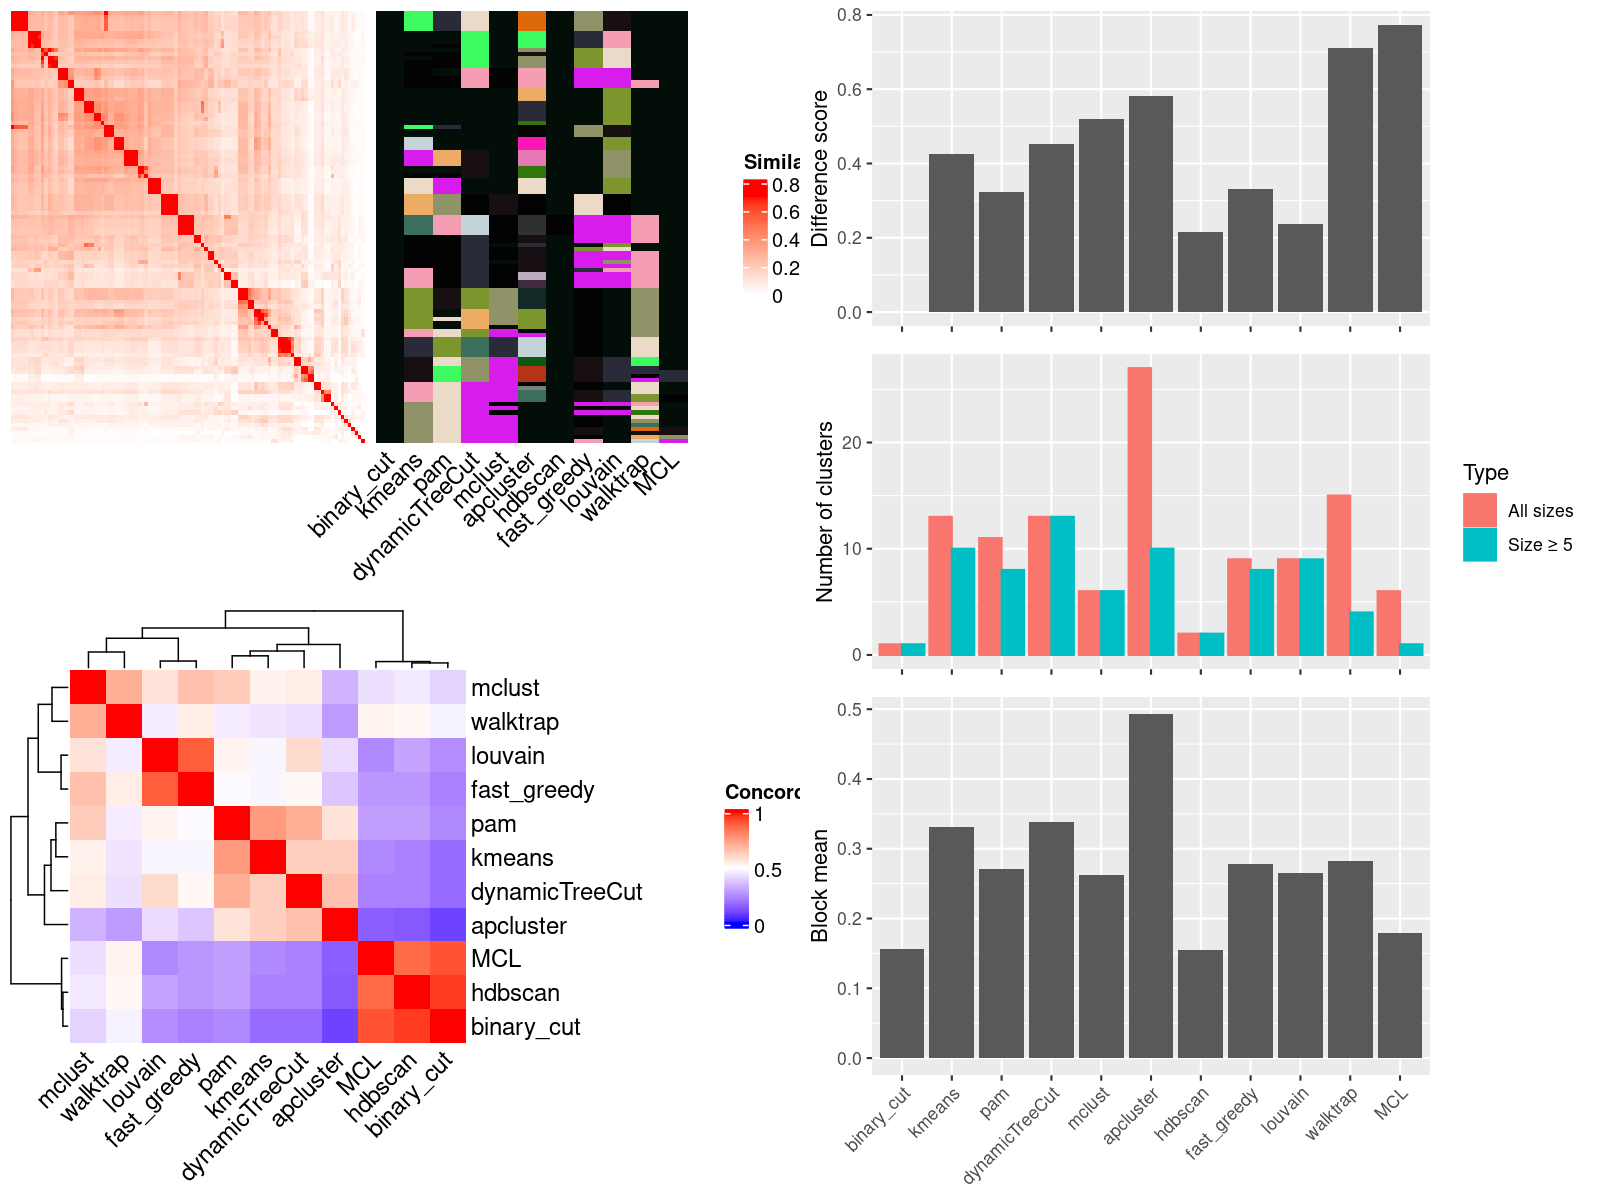 Simila
0.8
0.6
0.4
0.2
0
binary_cut
kmeans
pam
dynamicTreeCut
mclust
apcluster
hdbscan
fast_greedy
louvain
walktrap
MCL
Difference score
0.8
0.6
0.4
0.2
0.0
Number of clusters
20
10
0
Type
All sizes
Size ≥ 5
mclust
walktrap
louvain
fast_greedy
pam
kmeans
dynamicTreeCut
apcluster
MCL
hdbscan
binary_cut
mclust
walktrap
louvain
fast_greedy
pam
kmeans
dynamicTreeCut
apcluster
MCL
hdbscan
binary_cut
Concord
1
0.5
0
Block mean
0.5
0.4
0.3
0.2
0.1
0.0
binary_cut
kmeans
pam
dynamicTreeCut
mclust
apcluster
hdbscan
fast_greedy
louvain
walktrap
MCL